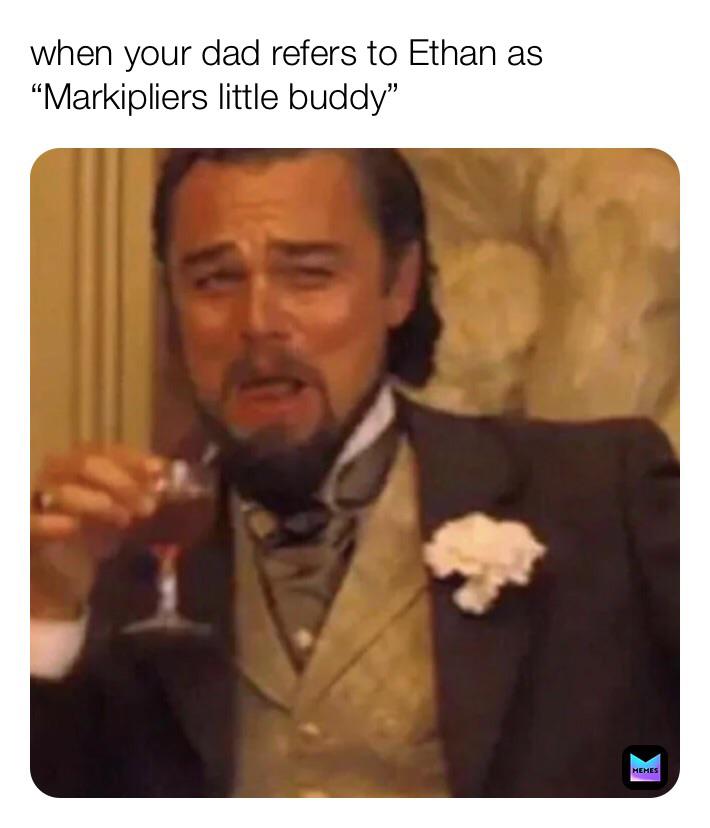 when your dad refers to Ethan as
“Markipliers little buddy”
MEMES